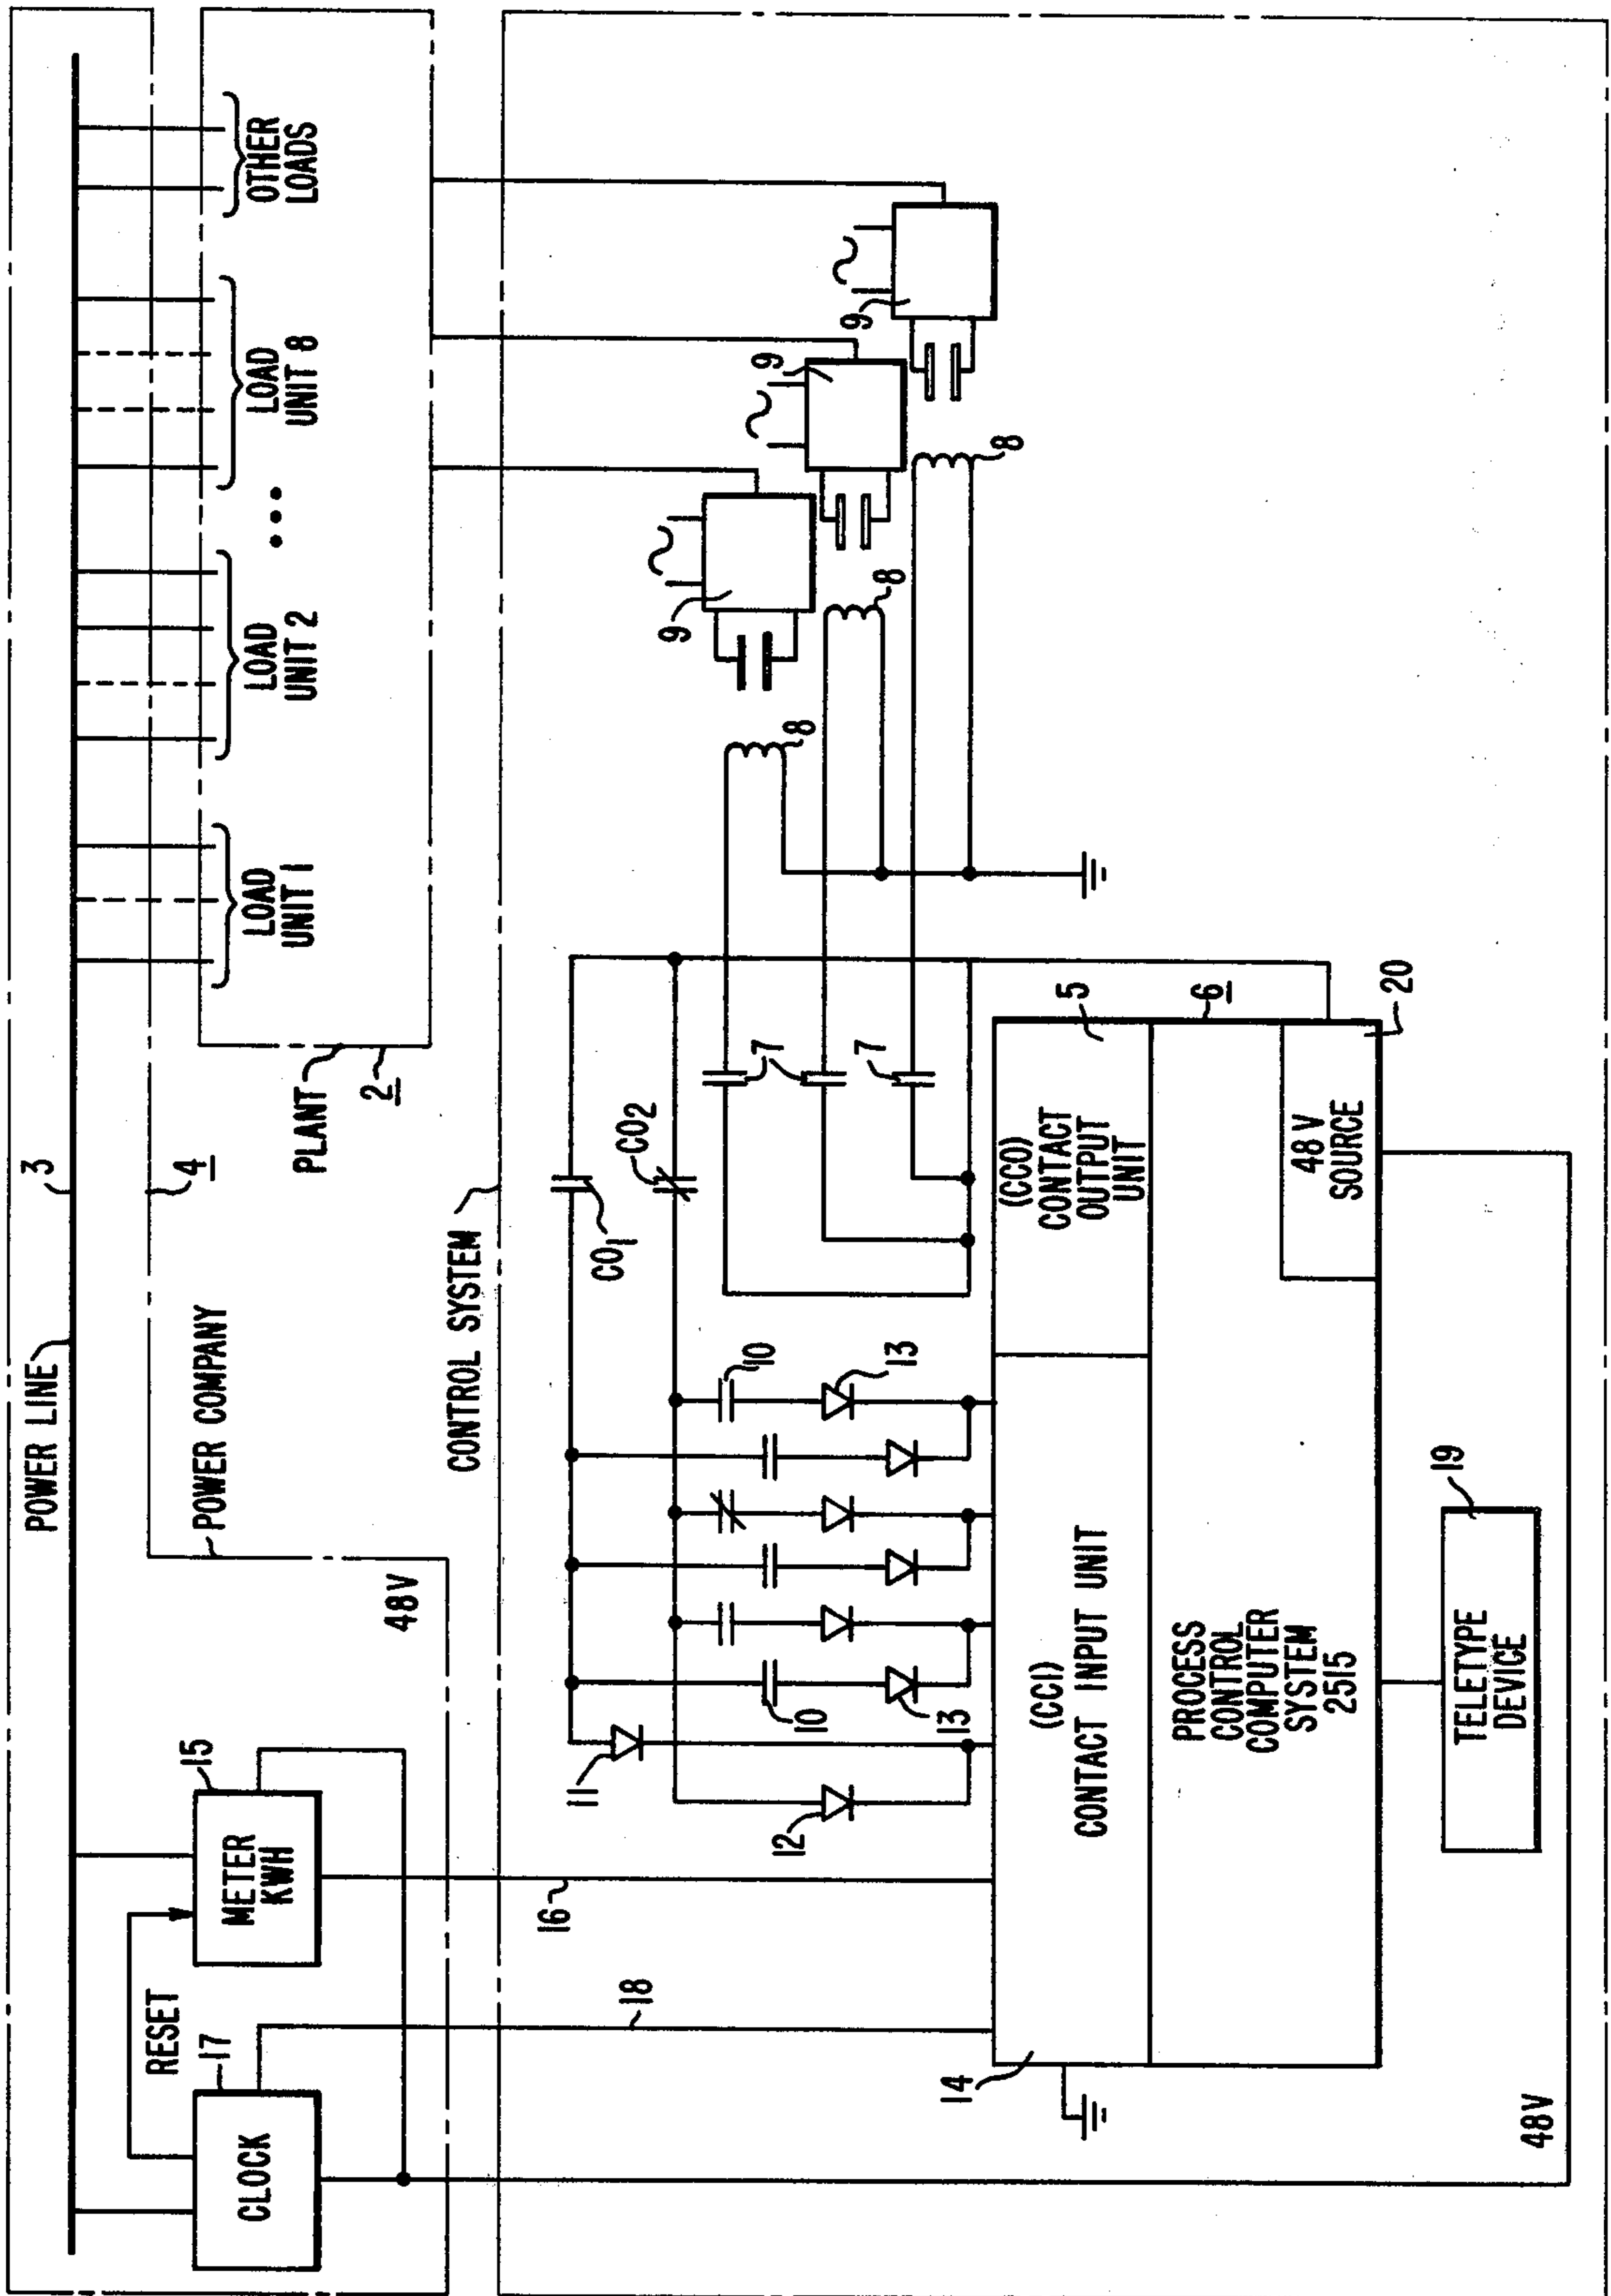 POWER LINE
3
4
POWER COMPANY
48V
RESET
CLOCK
17
METER
KWH
15
16
18
PLANT
2
LOAD
UNIT 1
LOAD
UNIT 2
LOAD
UNIT 8
OTHER
LOADS
CONTROL SYSTEM
CO1
CO2
7
7
8
8
8
9
9
9
10
10
11
12
13
13
14
(CCI)
CONTACT INPUT UNIT
(CCO)
CONTACT
OUTPUT
UNIT
5
6
PROCESS
CONTROL
COMPUTER
SYSTEM
2515
48 V
SOURCE
20
TELETYPE
DEVICE
19
48V